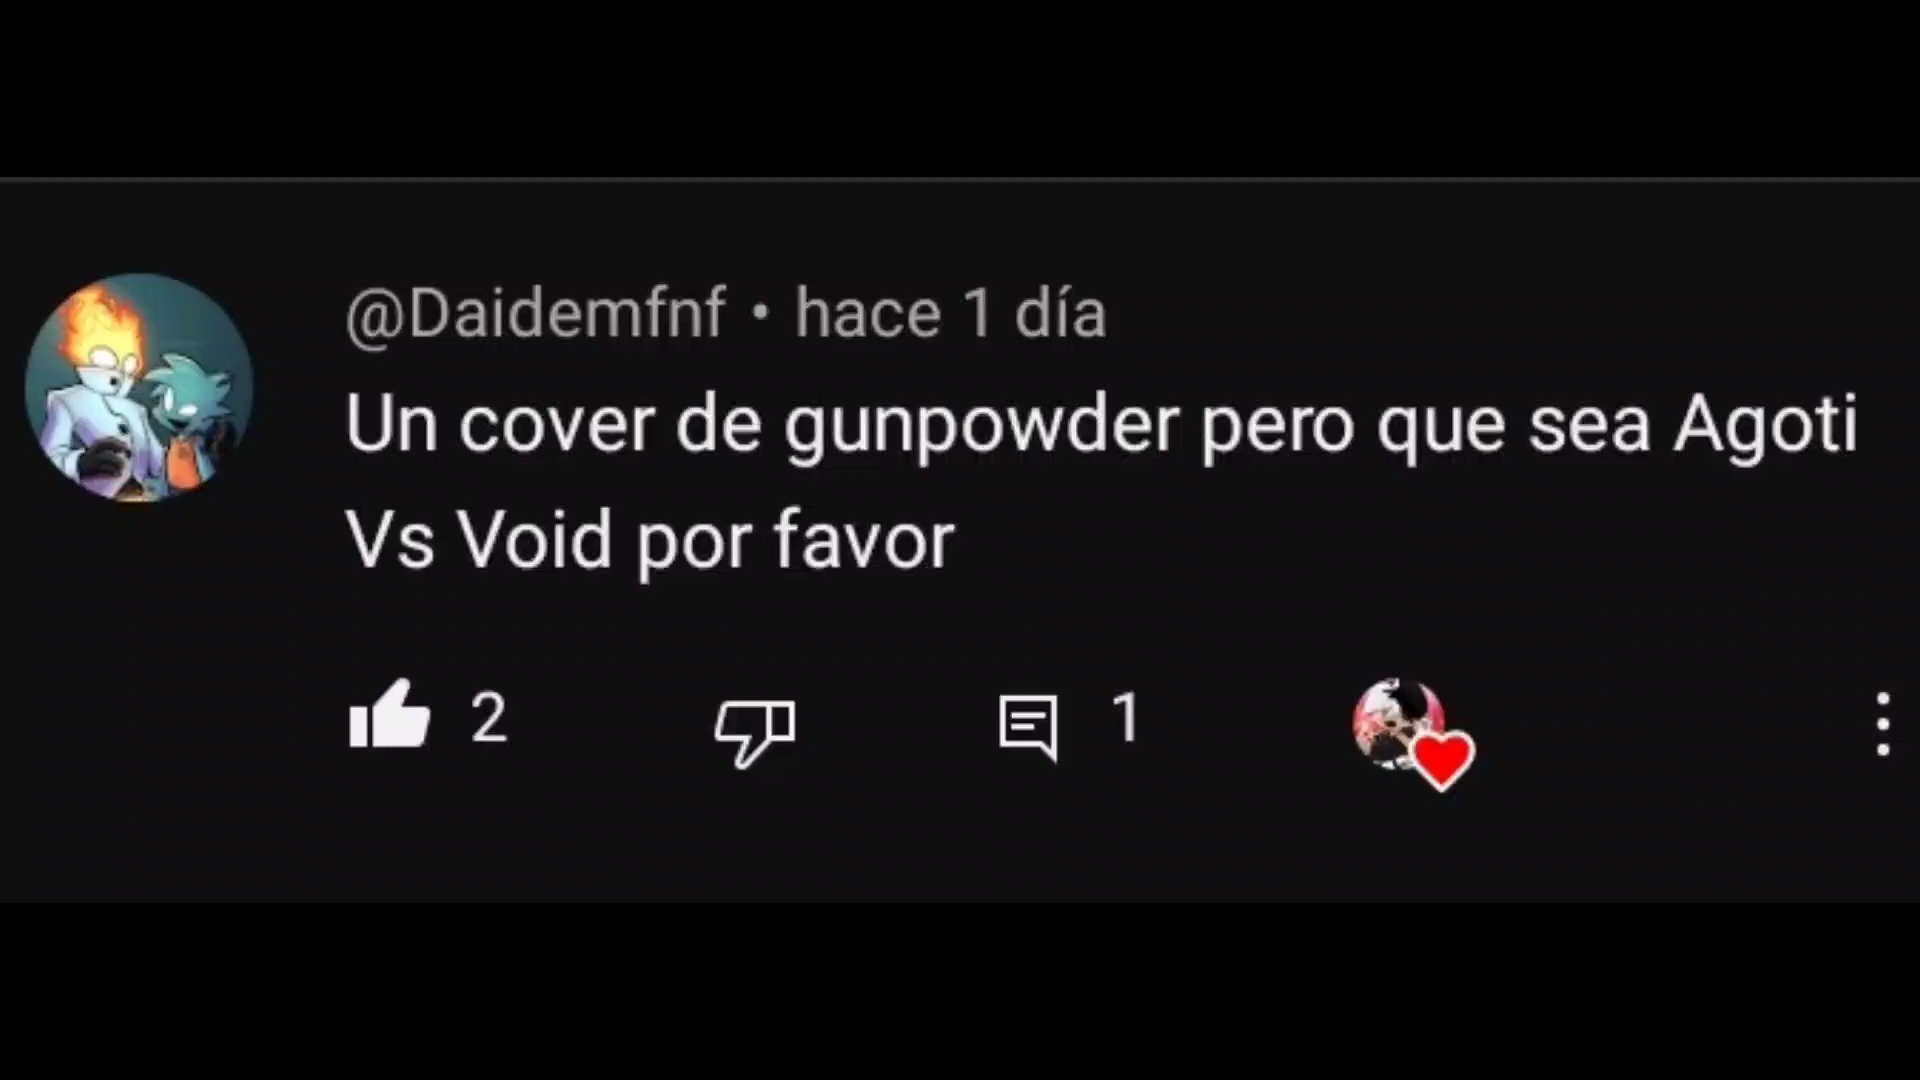 @Daidemfnf • hace 1 día
Un cover de gunpowder pero que sea Agoti
Vs Void por favor
2 1